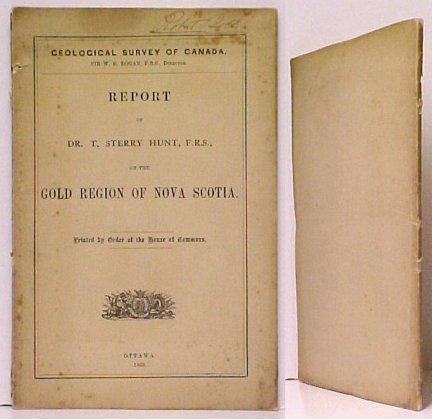 GEOLOGICAL SURVEY OF CANADA.
SIR W. E. LOGAN, F.R.S., DIRECTOR.
REPORT
OF
DR. T. STERRY HUNT, F.R.S.,
ON THE
GOLD REGION OF NOVA SCOTIA.
Printed by Order of the House of Commons.
OTTAWA
1868.